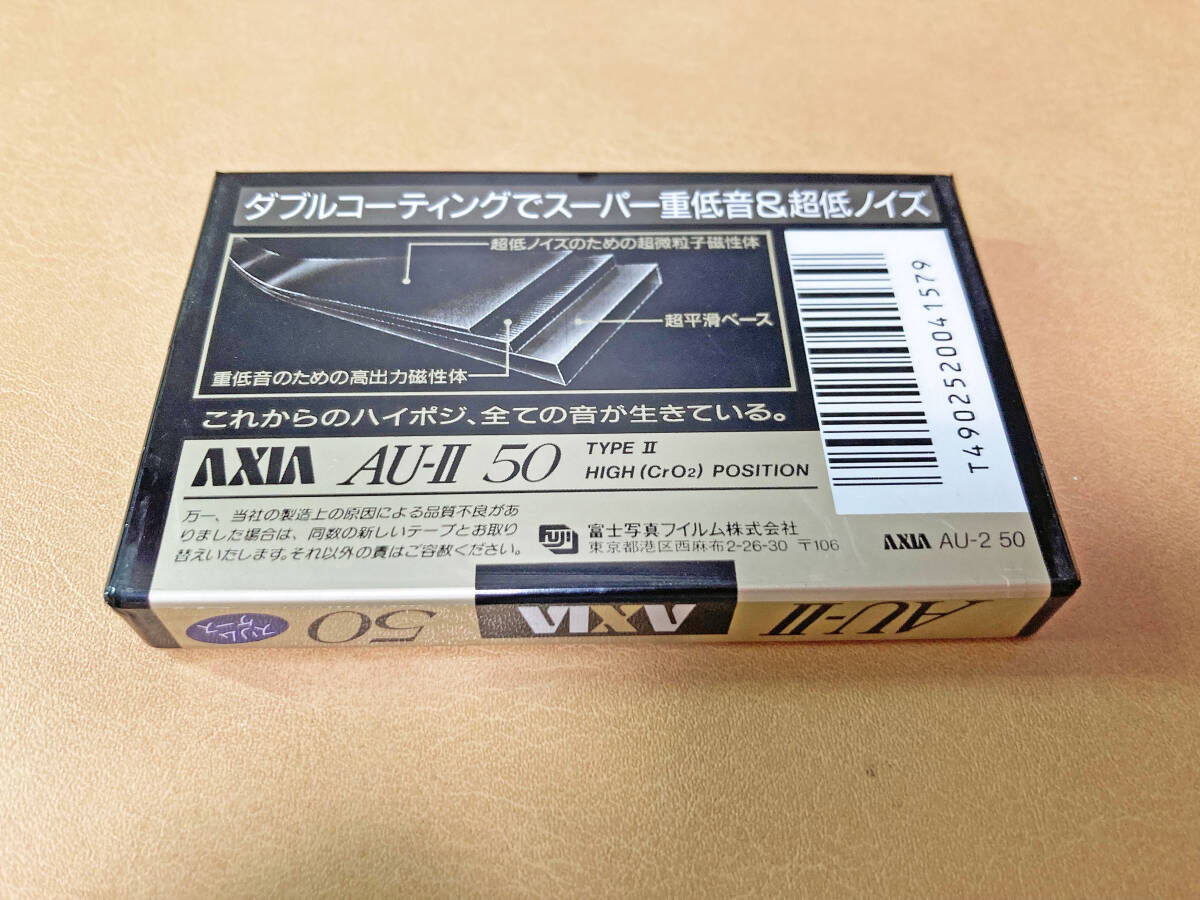 ダブルコーティングでスーパー重低音&超低ノイズ
超低ノイズのための超微粒子磁性体
超平滑ベース
重低音のための高出力磁性体
これからのハイポジ、全ての音が生きている。
T4902520041579
AXIA AU-II 50 TYPE II
HIGH (CrO2) POSITION
万一、当社の製造上の原因による品質不良があ
りました場合は、同数の新しいテープとお取り
替えいたします。それ以外の責はご容赦ください。
FUJI 富士写真フイルム株式会社
東京都港区西麻布2-26-30 〒106
AXIA AU-2 50
AU-II AXIA 50
スリム
ケース